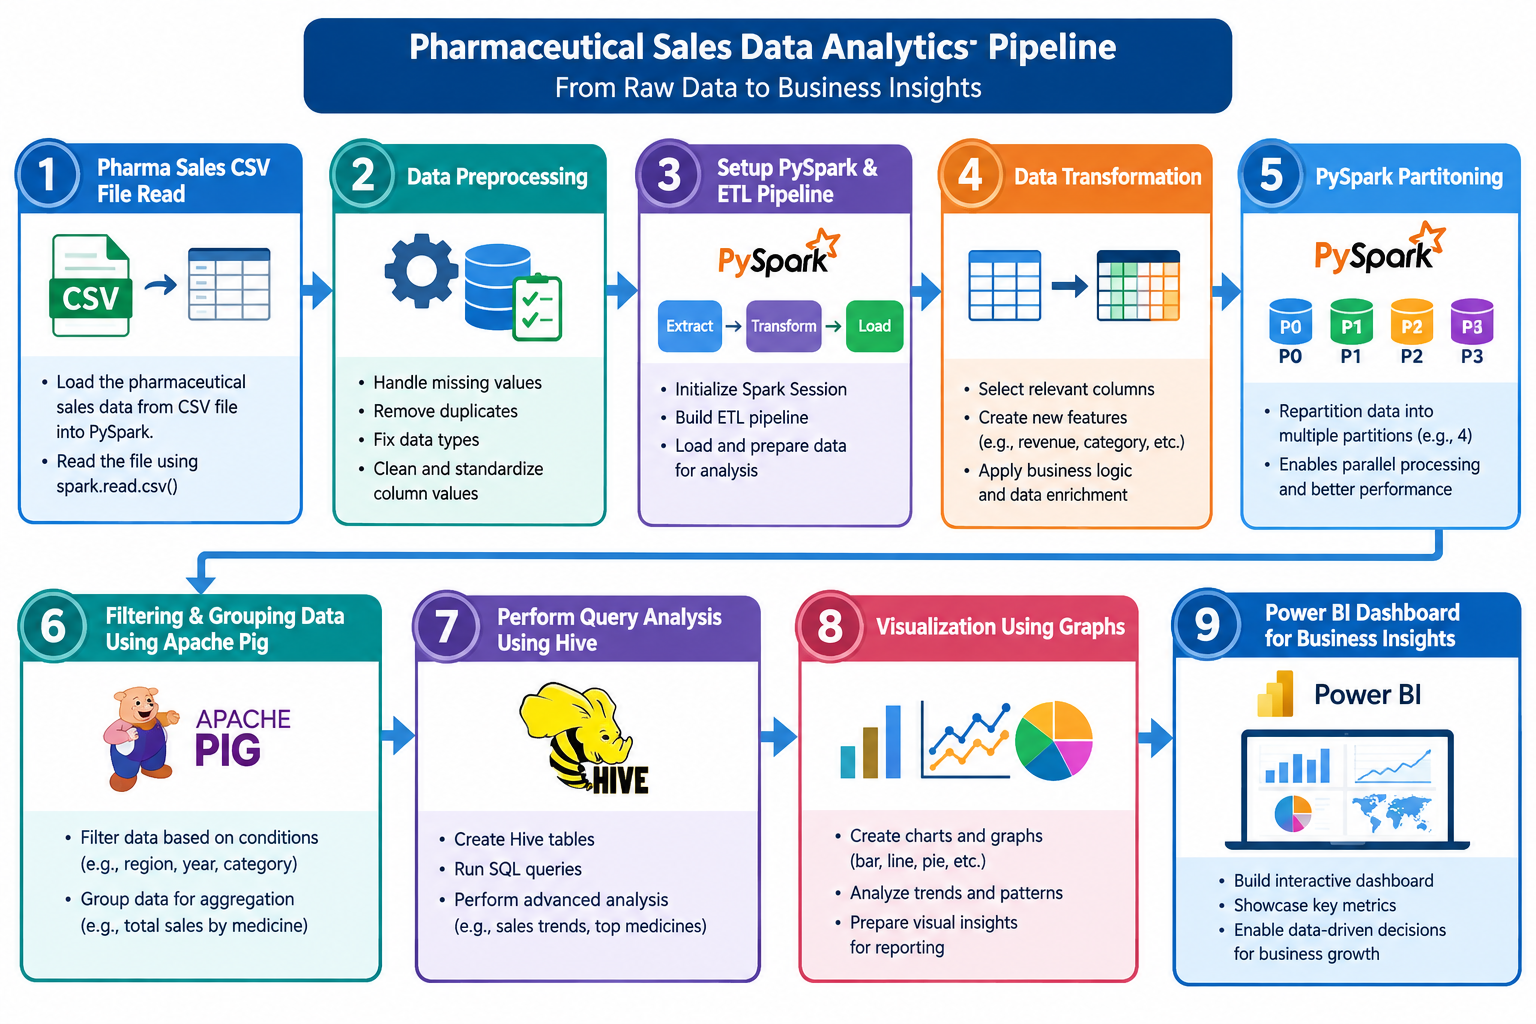 Pharmaceutical Sales Data Analytics· Pipeline
From Raw Data to Business Insights
1
Pharma Sales CSV
File Read
CSV
• Load the pharmaceutical
sales data from CSV file
into PySpark.
• Read the file using
spark.read.csv()
2
Data Preprocessing
• Handle missing values
• Remove duplicates
• Fix data types
• Clean and standardize
column values
3
Setup PySpark &
ETL Pipeline
PySpark
Extract
Transform
Load
• Initialize Spark Session
• Build ETL pipeline
• Load and prepare data
for analysis
4
Data Transformation
• Select relevant columns
• Create new features
(e.g., revenue, category, etc.)
• Apply business logic
and data enrichment
5
PySpark Partitoning
PySpark
P0 P1 P2 P3
P0 P1 P2 P3
• Repartition data into
multiple partitions (e.g., 4)
• Enables parallel processing
and better performance
6
Filtering & Grouping Data
Using Apache Pig
APACHE
PIG
• Filter data based on conditions
(e.g., region, year, category)
• Group data for aggregation
(e.g., total sales by medicine)
7
Perform Query Analysis
Using Hive
HIVE
• Create Hive tables
• Run SQL queries
• Perform advanced analysis
(e.g., sales trends, top medicines)
8
Visualization Using Graphs
• Create charts and graphs
(bar, line, pie, etc.)
• Analyze trends and patterns
• Prepare visual insights
for reporting
9
Power BI Dashboard
for Business Insights
Power BI
• Build interactive dashboard
• Showcase key metrics
• Enable data-driven decisions
for business growth